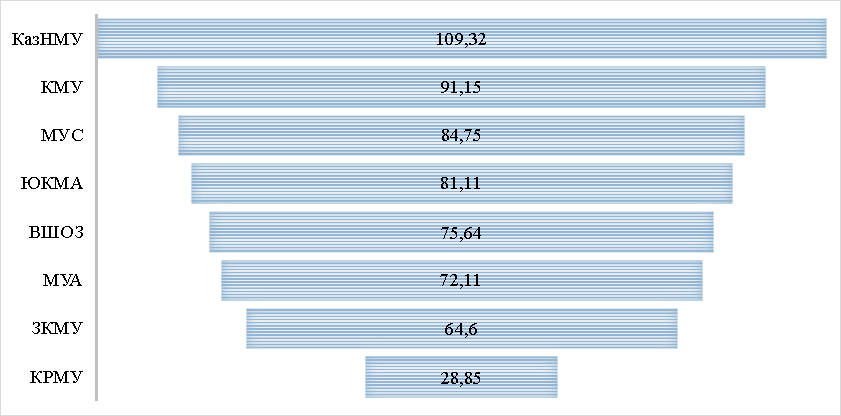 КазНМУ 109,32
КМУ 91,15
МУС 84,75
ЮКМА 81,11
ВШОЗ 75,64
МУА 72,11
ЗКМУ 64,6
КРМУ 28,85